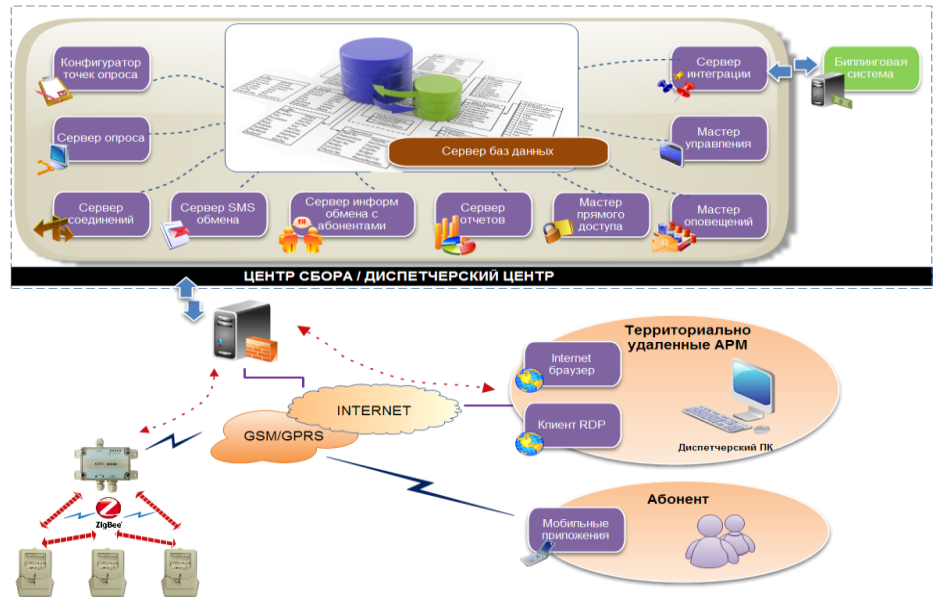 Конфигуратор
точек опроса
Сервер
интеграции
Биппинговая
система
Сервер опроса
Мастер
управления
Сервер баз данных
Сервер
соединений
Сервер SMS
обмена
Сервер информ
обмена с
абонентами
Сервер
отчетов
Мастер
прямого
доступа
Мастер
оповещений
ЦЕНТР СБОРА / ДИСПЕТЧЕРСКИЙ ЦЕНТР
Территориально
удаленные АРМ
Internet
браузер
INTERNET
Клиент RDP
GSM/GPRS
Диспетчерский ПК
ZigBee
Абонент
Мобильные
приложения